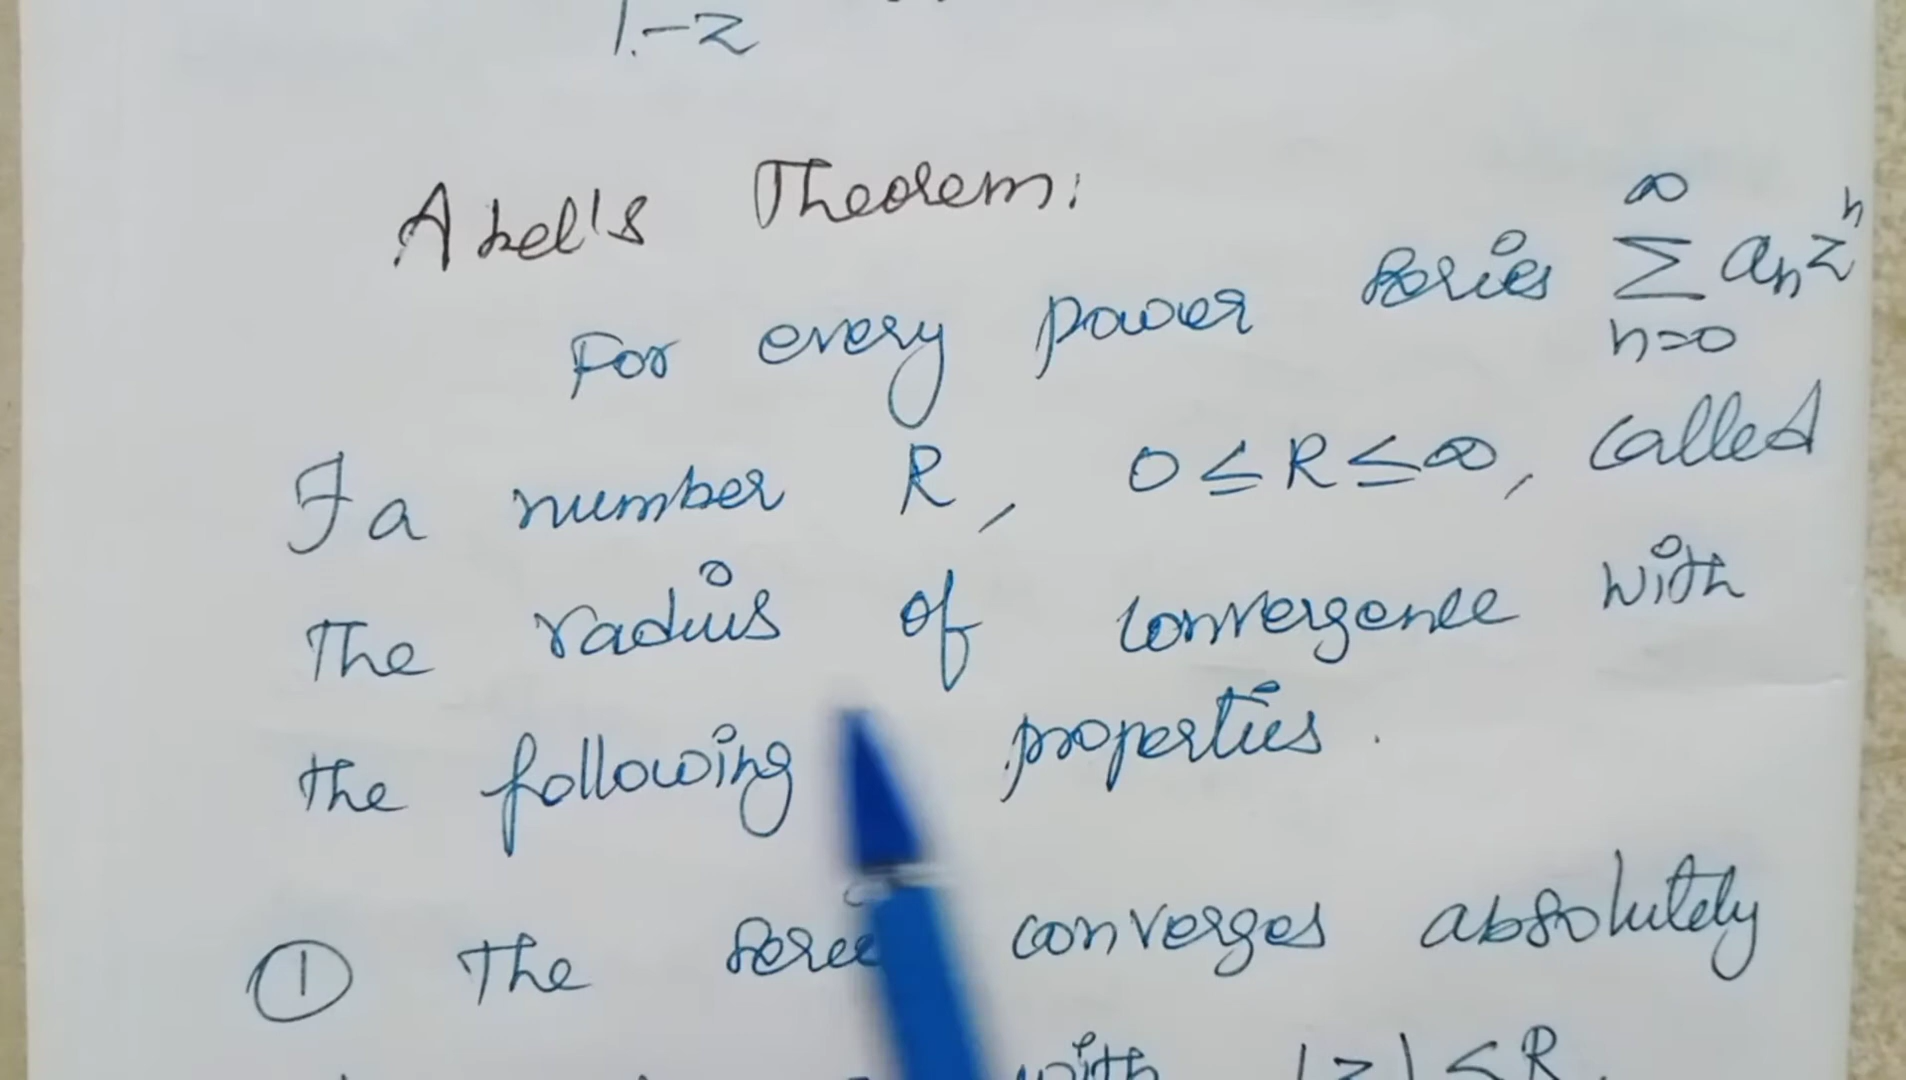 1-z
Abel's Theorem:
For every power series ∑_{n=0}^{∞} a_n z^n
∃ a number R, 0 ≤ R ≤ ∞, called
the radius of convergence with
the following properties.
① The converges absolutely
with |z| < R.